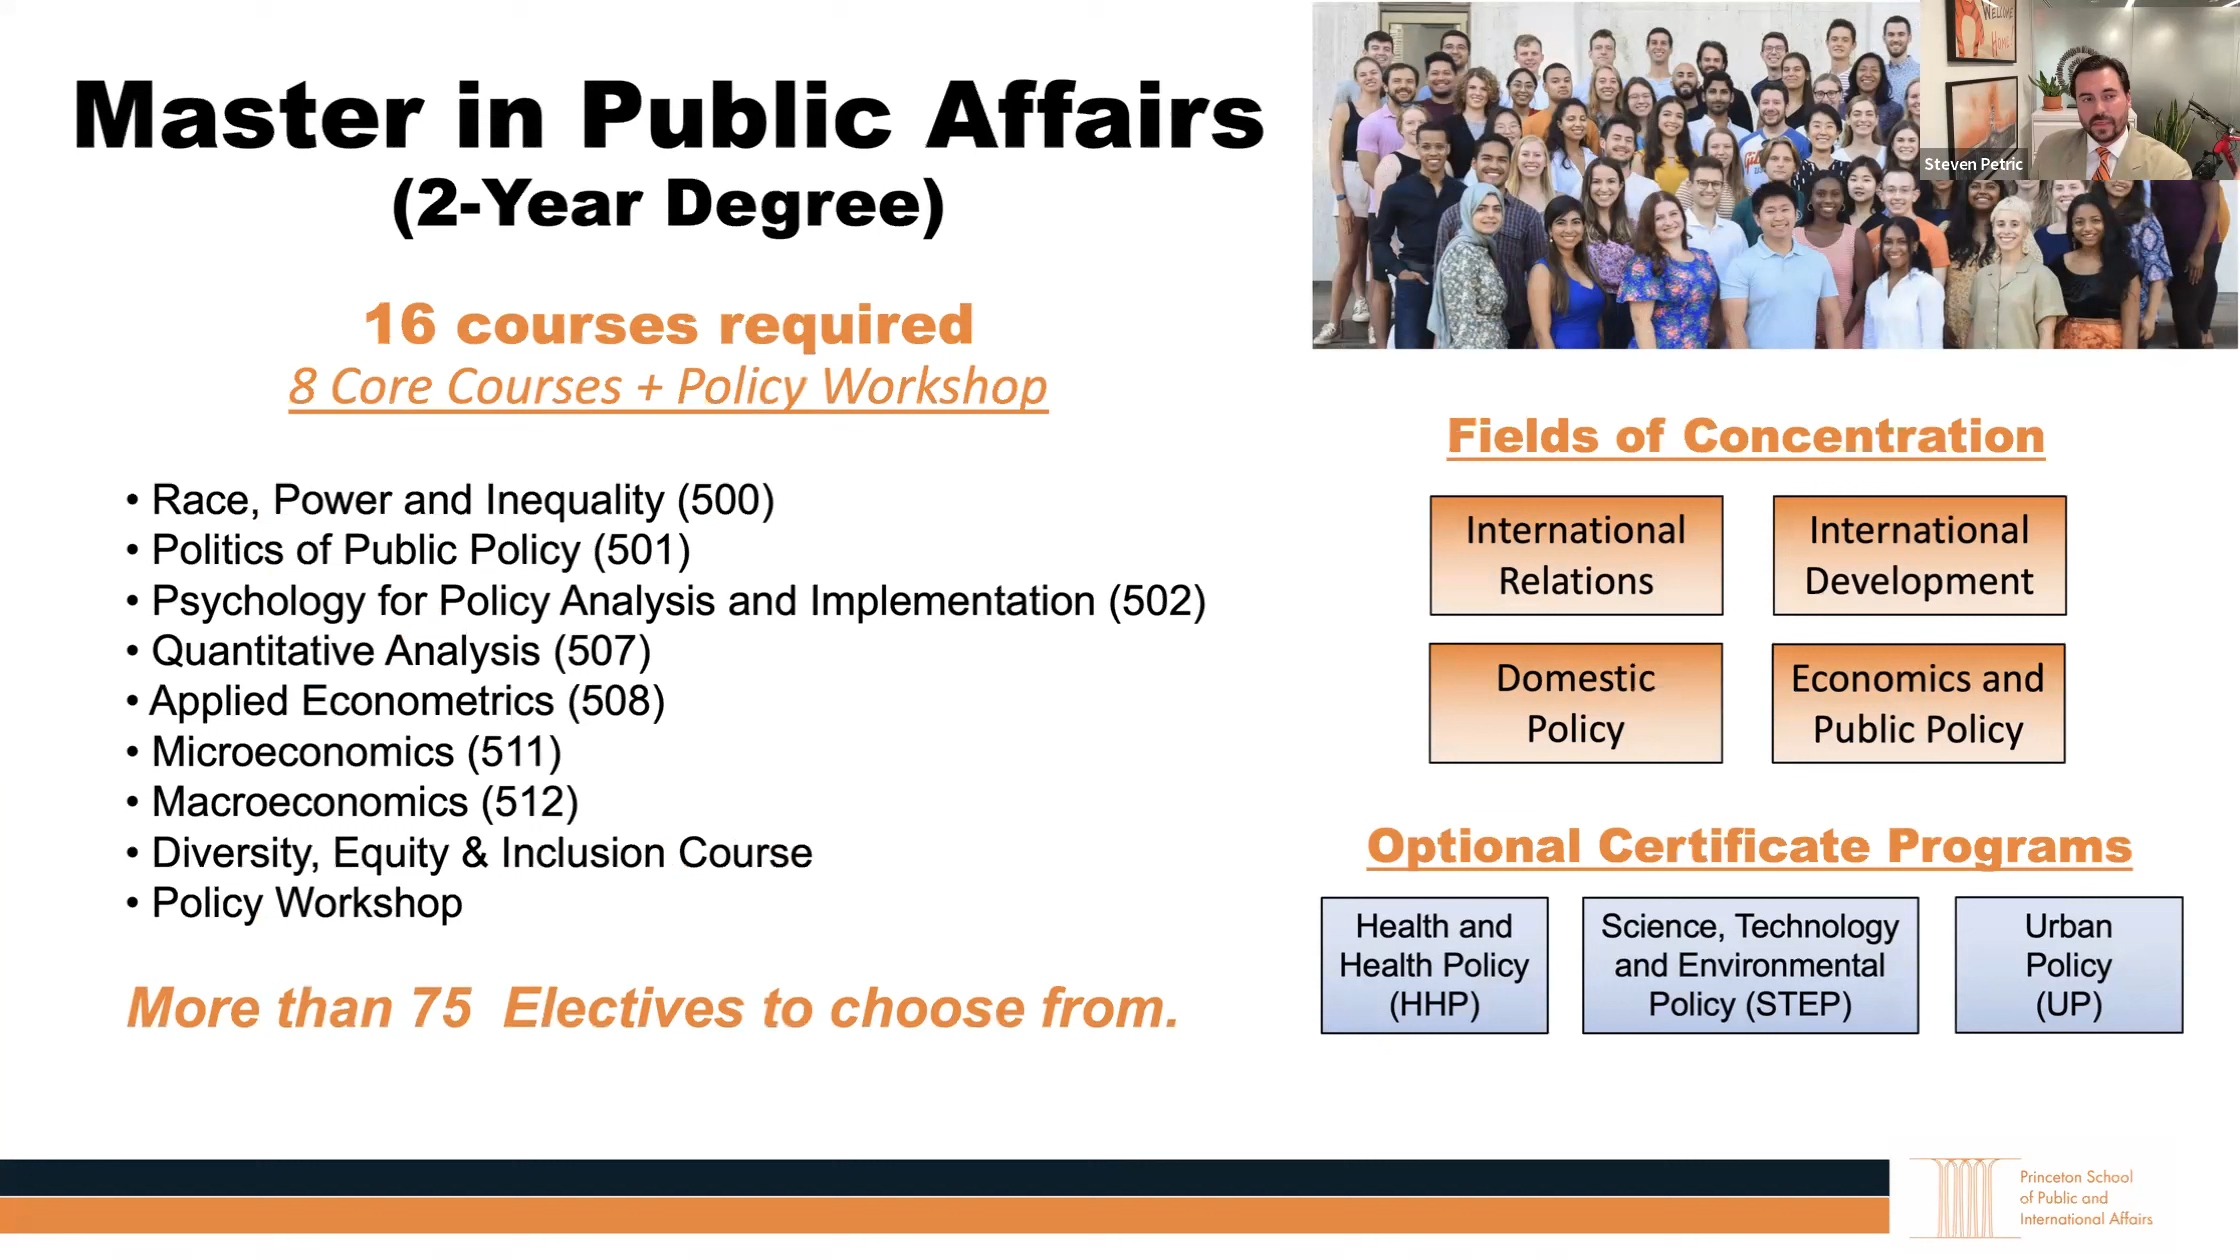 Master in Public Affairs
(2-Year Degree)
16 courses required
8 Core Courses + Policy Workshop
• Race, Power and Inequality (500)
• Politics of Public Policy (501)
• Psychology for Policy Analysis and Implementation (502)
• Quantitative Analysis (507)
• Applied Econometrics (508)
• Microeconomics (511)
• Macroeconomics (512)
• Diversity, Equity & Inclusion Course
• Policy Workshop
More than 75 Electives to choose from.
WELCOME
HOME!
Steven Petric
Fields of Concentration
International
Relations
International
Development
Domestic
Policy
Economics and
Public Policy
Optional Certificate Programs
Health and
Health Policy
(HHP)
Science, Technology
and Environmental
Policy (STEP)
Urban
Policy
(UP)
Princeton School
of Public and
International Affairs